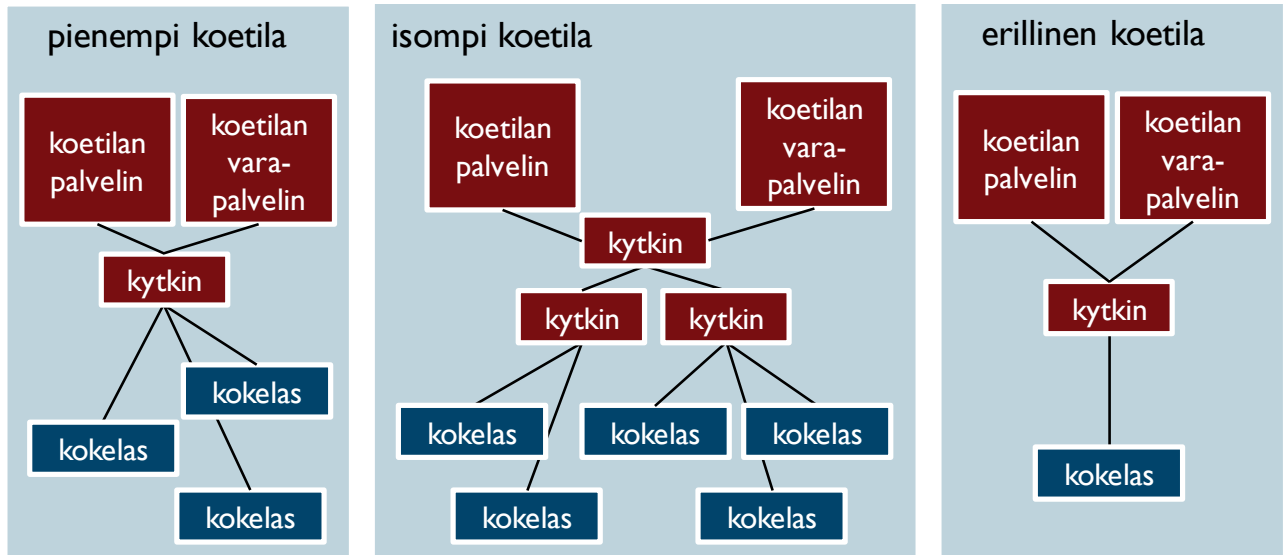 pienempi koetila
koetilan
palvelin
koetilan
vara-
palvelin
kytkin
kokelas
kokelas
kokelas
isompi koetila
koetilan
palvelin
koetilan
vara-
palvelin
kytkin
kytkin
kytkin
kokelas
kokelas
kokelas
kokelas
kokelas
erillinen koetila
koetilan
palvelin
koetilan
vara-
palvelin
kytkin
kokelas